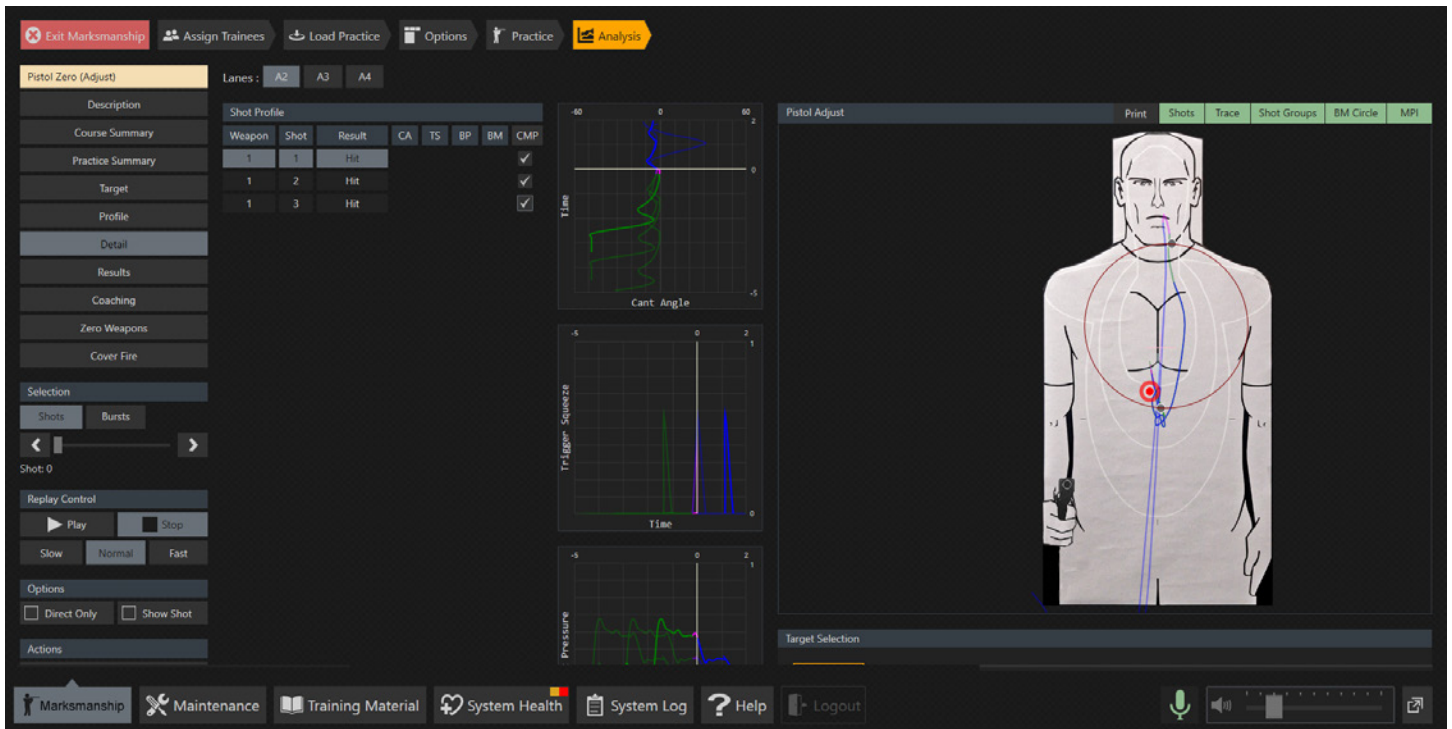 Exit Marksmanship
Assign Trainees
Load Practice
Options
Practice
Analysis
Pistol Zero (Adjust)
Description
Course Summary
Practice Summary
Target
Profile
Detail
Results
Coaching
Zero Weapons
Cover Fire
Selection
Shots Bursts
Shot: 0
Replay Control
Play Stop
Slow Normal Fast
Options
Direct Only Show Shot
Actions
Lanes : A2 A3 A4
Shot Profile
Weapon Shot Result CA TS BP BM CMP
1 1 Hit
1 2 Hit
1 3 Hit
-60 0 60
2
0
Time
-5
Cant Angle
-5 0 2
1
Trigger Squeeze
0
Time
-5 0 2
1
Pressure
Pistol Adjust
Print Shots Trace Shot Groups BM Circle MPI
Target Selection
Marksmanship
Maintenance
Training Material
System Health
System Log
Help
Logout